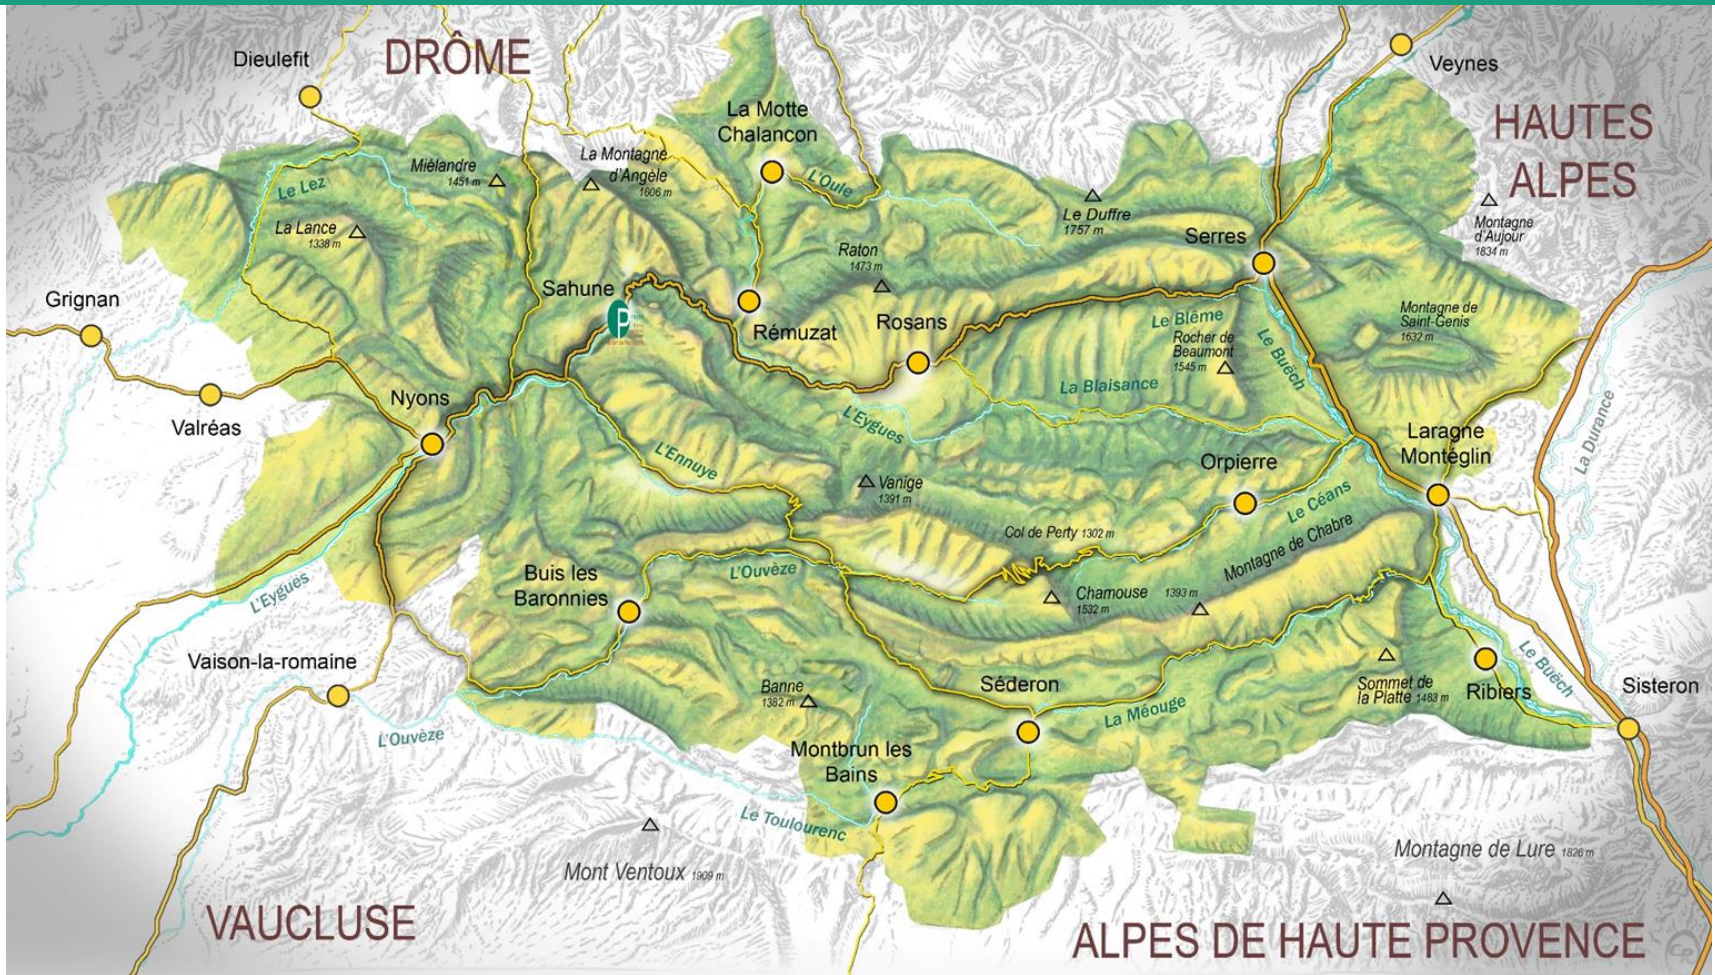 Dieulefit
DRÔME
Veynes
HAUTES
ALPES
La Motte
Chalancon
Miélandre
1451 m
La Montagne
d'Angèle
1606 m
L'Oule
Le Lez
La Lance
1338 m
Le Duffre
1757 m
Montagne
d'Aujour
1834 m
Serres
Raton
1473 m
Sahune
P
Grignan
Rémuzat
Rosans
Le Blême
Rocher de
Beaumont
1545 m
Le Buëch
Montagne de
Saint-Genis
1632 m
La Blaisance
Nyons
Valréas
L'Eygues
L'Ennuye
Laragne
Montéglin
La Durance
Orpierre
Vanige
1391 m
Le Céans
Col de Perty 1302 m
Montagne de Chabre
1393 m
Buis les
Baronnies
L'Ouvèze
Chamouse
1532 m
L'Eygues
Vaison-la-romaine
Banne
1382 m
Séderon
Sommet de
la Platte 1483 m
Ribiers
Le Buëch
Sisteron
La Méouge
L'Ouvèze
Montbrun les
Bains
Le Toulourenc
Mont Ventoux 1909 m
Montagne de Lure 1826 m
VAUCLUSE
ALPES DE HAUTE PROVENCE